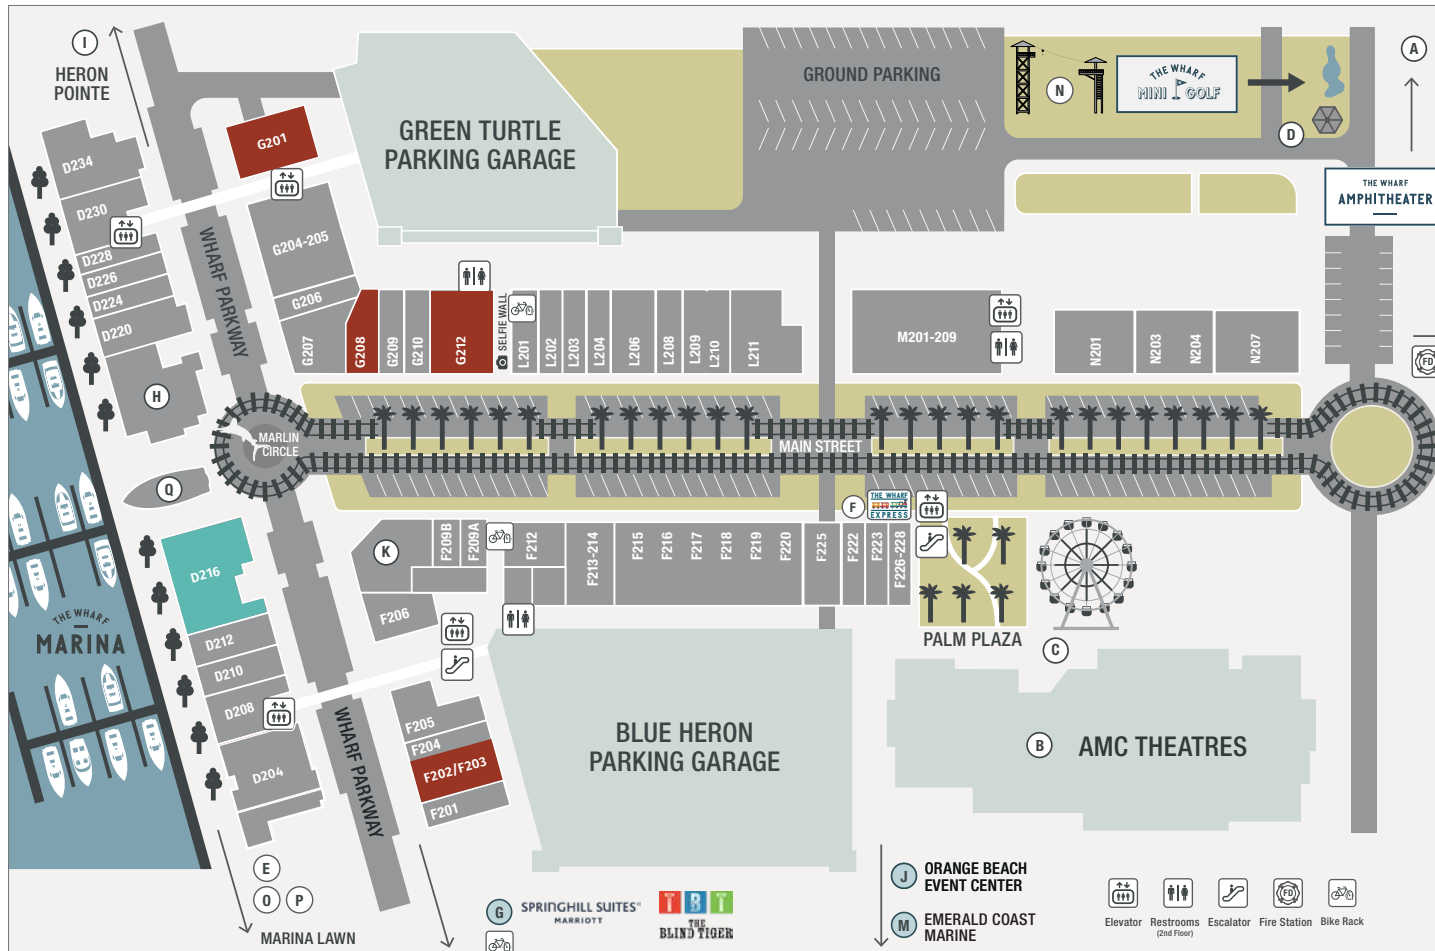 I
HERON
POINTE
GREEN TURTLE
PARKING GARAGE
GROUND PARKING
N
THE WHARF
MINI GOLF
D
A
THE WHARF
AMPHITHEATER
G201
D234
D230
D228
D226
D224
D220
H
WHARF PARKWAY
G204-205
G206
G207
G208
G209
G210
G212
SELFIE WALL
L201
L202
L203
L204
L206
L208
L209
L210
L211
M201-209
N201
N203
N204
N207
FD
MARLIN
CIRCLE
MAIN STREET
Q
F
THE WHARF
EXPRESS
K
F209B
F209A
F212
F213-214
F215
F216
F217
F218
F219
F220
F225
F222
F223
F226-228
F206
PALM PLAZA
C
D216
THE WHARF
MARINA
D212
D210
D208
D204
WHARF PARKWAY
F205
F204
F202/F203
F201
BLUE HERON
PARKING GARAGE
B
AMC THEATRES
E
O
P
MARINA LAWN
G
SPRINGHILL SUITES®
MARRIOTT
TBT
THE
BLIND TIGER
J
ORANGE BEACH
EVENT CENTER
M
EMERALD COAST
MARINE
FD
Elevator
Restrooms
(2nd Floor)
Escalator
Fire Station
Bike Rack